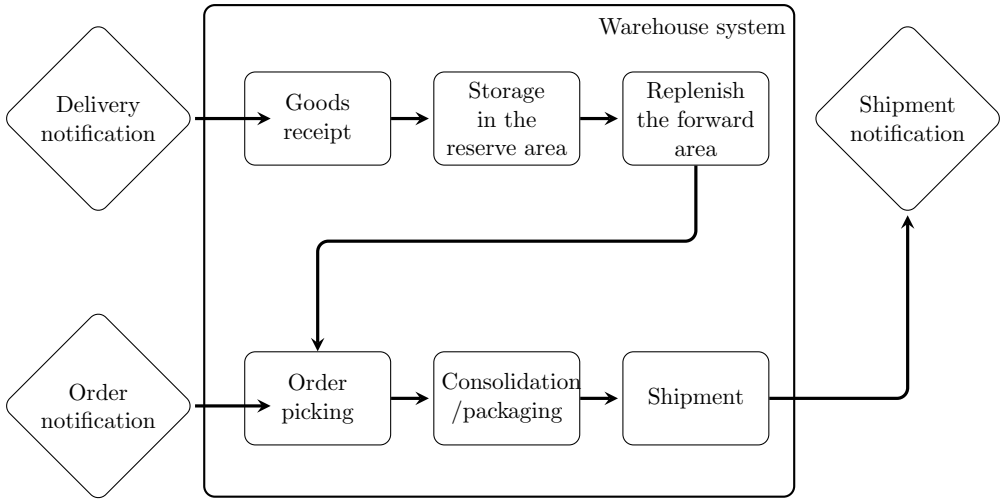 Warehouse system
Delivery
notification
Goods
receipt
Storage
in the
reserve area
Replenish
the forward
area
Shipment
notification
Order
notification
Order
picking
Consolidation
/packaging
Shipment